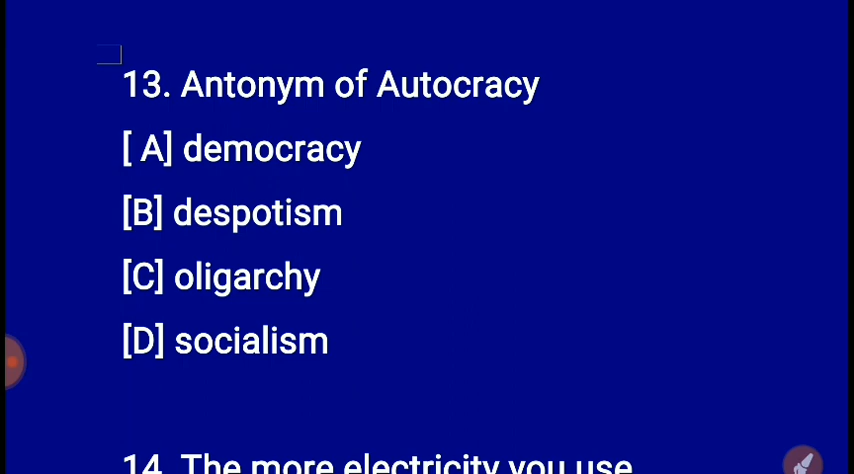 13. Antonym of Autocracy
[ A] democracy
[B] despotism
[C] oligarchy
[D] socialism
14. The more electricity you use